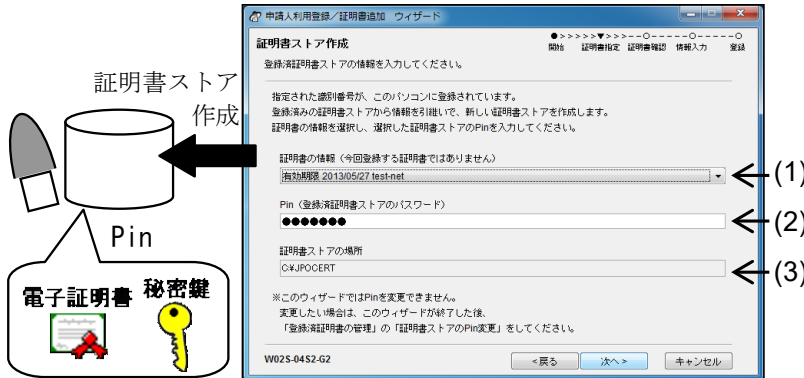 証明書ストア
作成
Pin
電子証明書
秘密鍵
申請人利用登録／証明書追加 ウィザード
証明書ストア作成
●>>>>>▼>>>--○-----○-----○
開始 証明書指定 証明書確認 情報入力 登録
登録済証明書ストアの情報を入力してください。
指定された識別番号が、このパソコンに登録されています。
登録済みの証明書ストアから情報を引継いで、新しい証明書ストアを作成します。
証明書の情報を選択し、選択した証明書ストアのPinを入力してください。
証明書の情報（今回登録する証明書ではありません）
有効期限 2013/05/27 test-net
(1)
Pin（登録済証明書ストアのパスワード）
●●●●●●●
(2)
証明書ストアの場所
C:¥JPOCERT
(3)
※このウィザードではPinを変更できません。
変更したい場合は、このウィザードが終了した後、
「登録済証明書の管理」の「証明書ストアのPin変更」をしてください。
W02S-04S2-G2
<戻る
次へ>
キャンセル